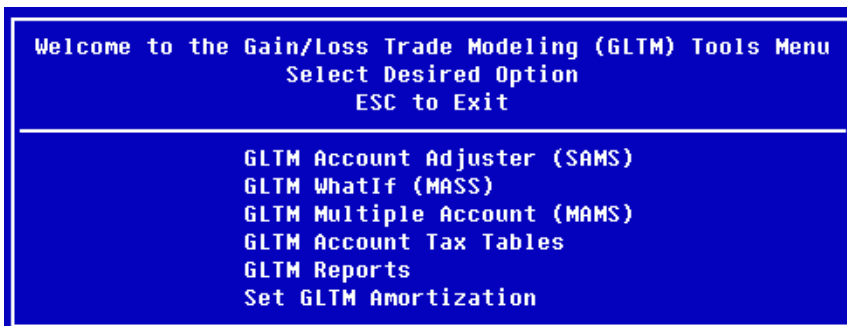 Welcome to the Gain/Loss Trade Modeling (GLTM) Tools Menu
Select Desired Option
ESC to Exit
GLTM Account Adjuster (SAMS)
GLTM WhatIf (MASS)
GLTM Multiple Account (MAMS)
GLTM Account Tax Tables
GLTM Reports
Set GLTM Amortization